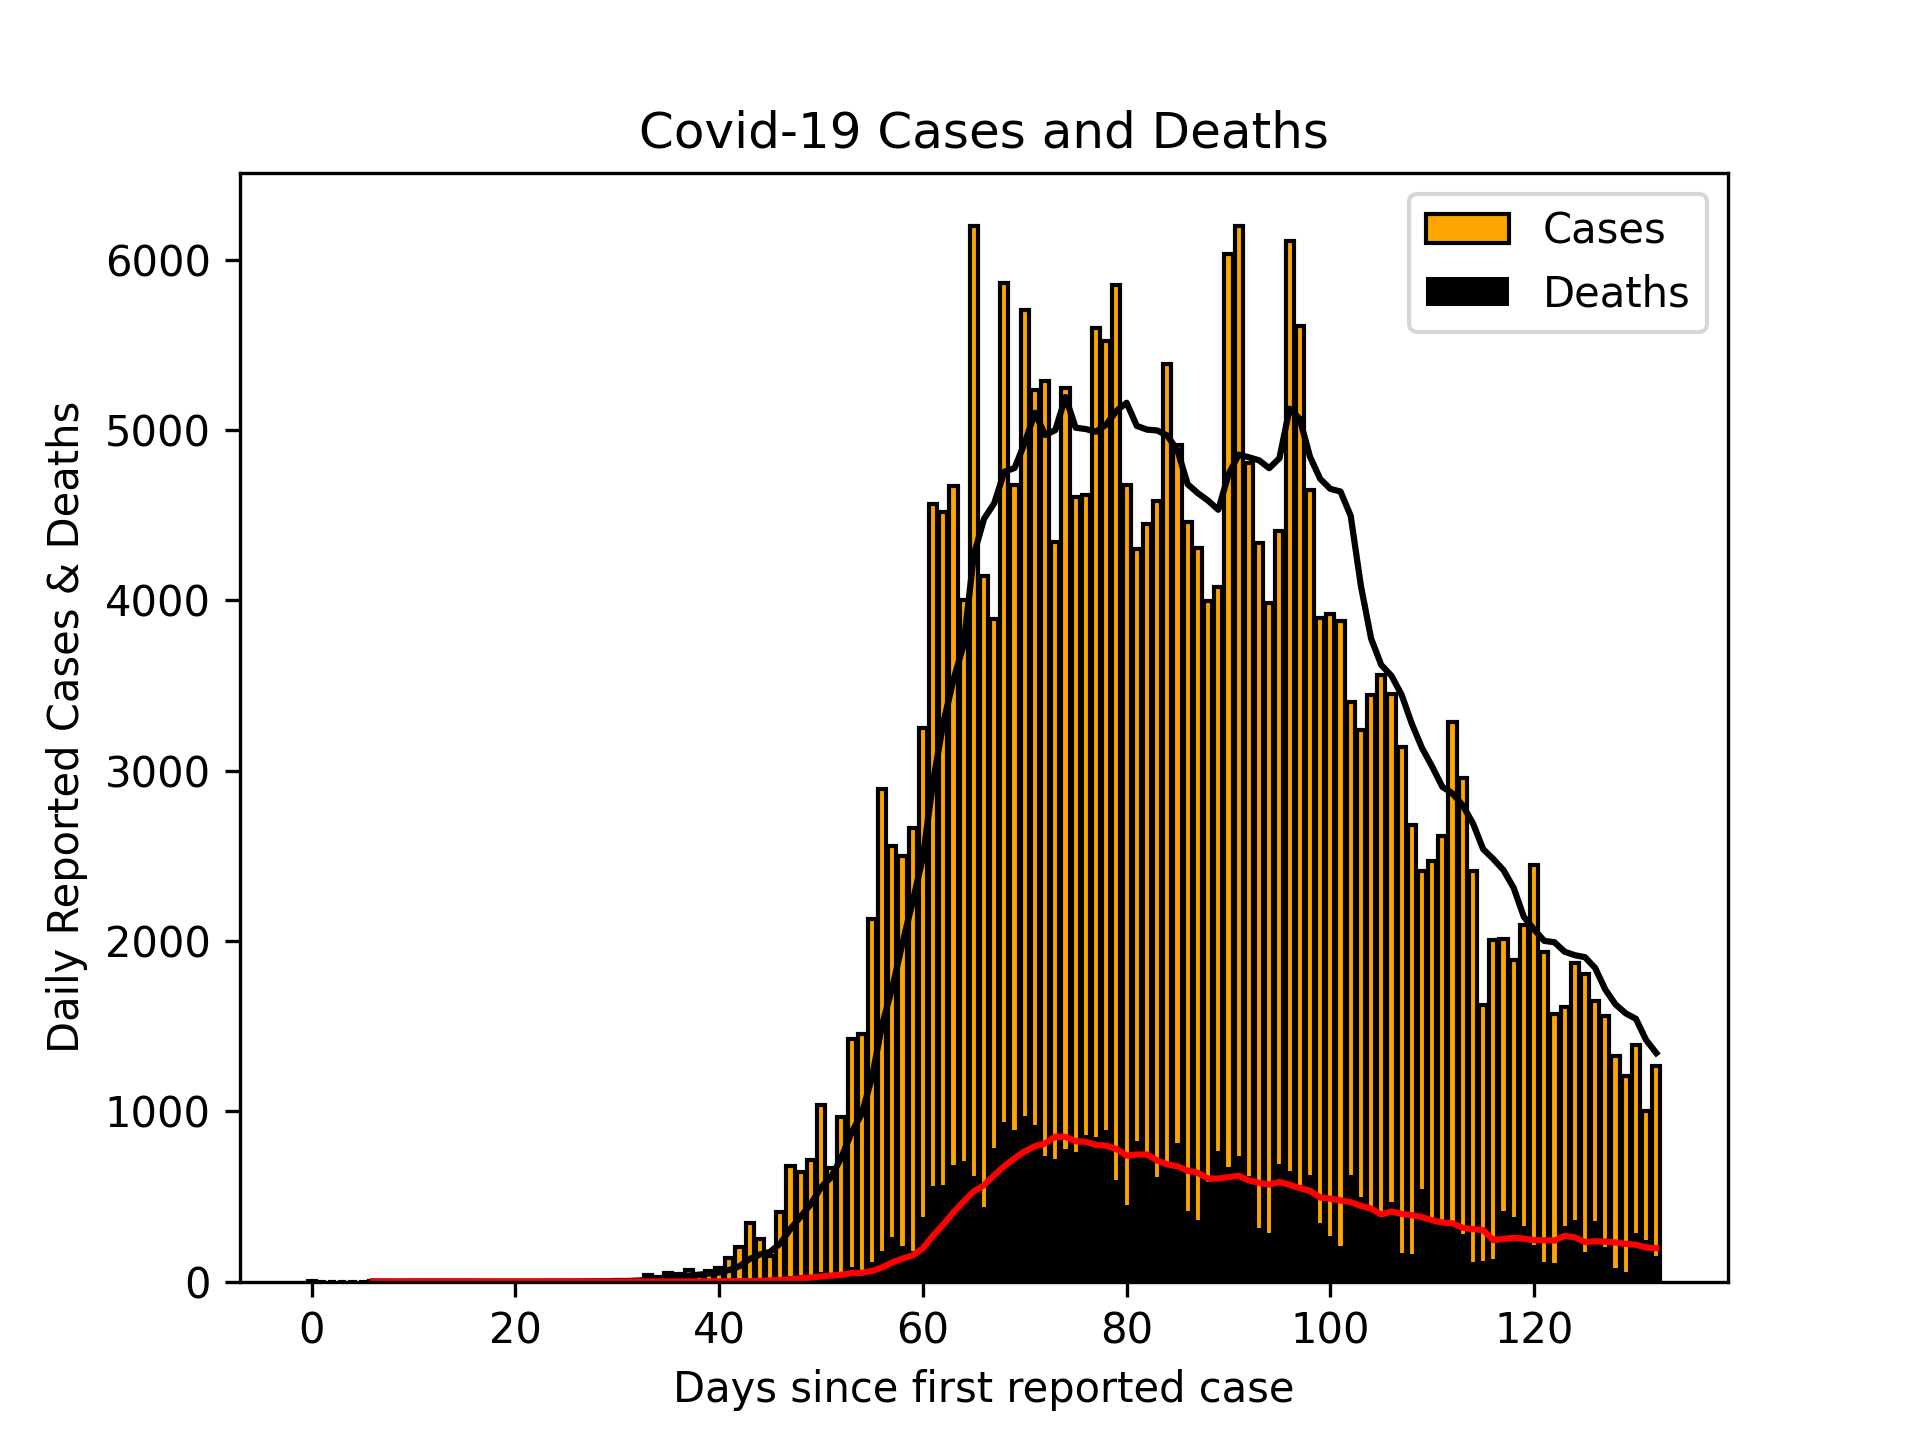 Covid-19 Cases and Deaths
Cases
Deaths
Daily Reported Cases & Deaths
6000
5000
4000
3000
2000
1000
0
0 20 40 60 80 100 120
Days since first reported case